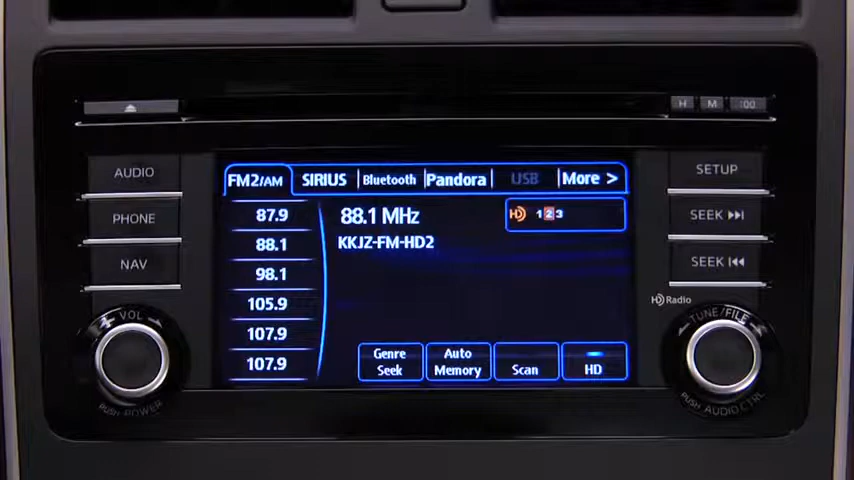 H M :00
AUDIO
PHONE
NAV
VOL
PUSH POWER
FM2/AM SIRIUS Bluetooth Pandora USB More >
87.9
88.1
98.1
105.9
107.9
107.9
88.1 MHz
KKJZ-FM-HD2
HD 1 2 3
Genre Seek
Auto Memory
Scan
HD
SETUP
SEEK
SEEK
HD Radio
TUNE/FILE
PUSH AUDIO CTRL